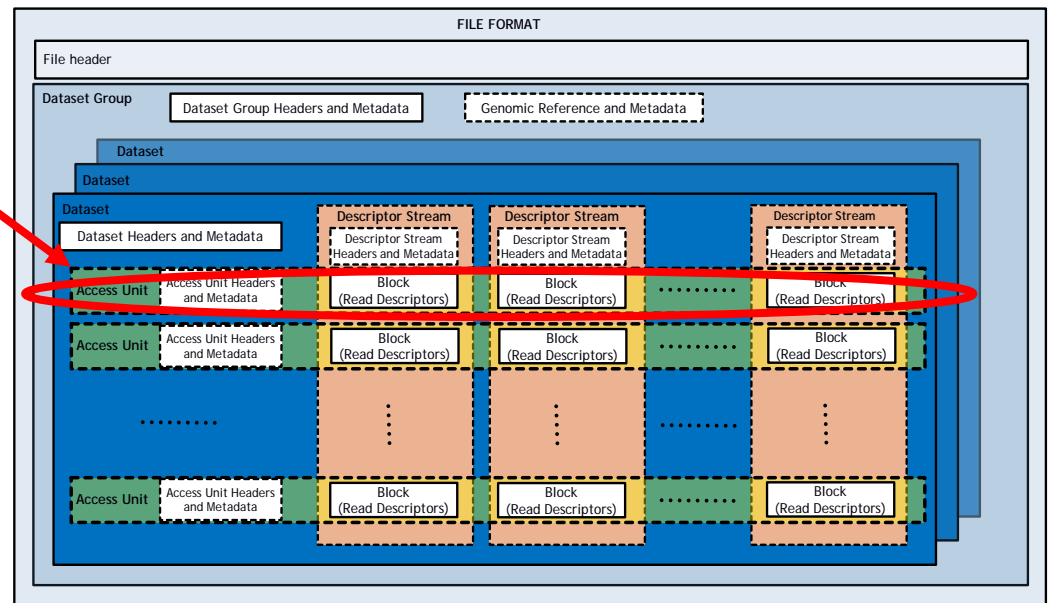 FILE FORMAT
File header
Dataset Group
Dataset Group Headers and Metadata
Genomic Reference and Metadata
Dataset
Dataset
Dataset
Dataset Headers and Metadata
Descriptor Stream
Descriptor Stream
Descriptor Stream
Descriptor Stream
Headers and Metadata
Descriptor Stream
Headers and Metadata
Descriptor Stream
Headers and Metadata
Access Unit
Access Unit Headers
and Metadata
Block
(Read Descriptors)
Block
(Read Descriptors)
Block
(Read Descriptors)
Access Unit
Access Unit Headers
and Metadata
Block
(Read Descriptors)
Block
(Read Descriptors)
Block
(Read Descriptors)
Access Unit
Access Unit Headers
and Metadata
Block
(Read Descriptors)
Block
(Read Descriptors)
Block
(Read Descriptors)